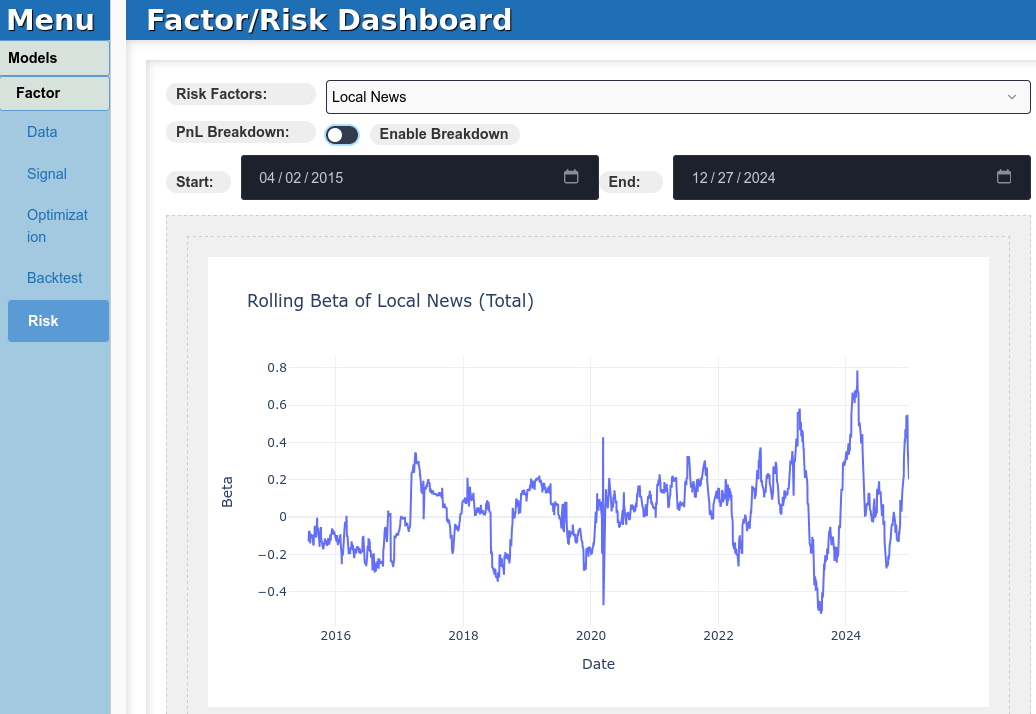 Menu
Factor/Risk Dashboard
Models
Factor
Data
Signal
Optimizat
ion
Backtest
Risk
Risk Factors:
Local News
PnL Breakdown:
Enable Breakdown
Start:
04/02/2015
End:
12/27/2024
Rolling Beta of Local News (Total)
0.8
0.6
0.4
0.2
0
−0.2
−0.4
Beta
2016
2018
2020
2022
2024
Date